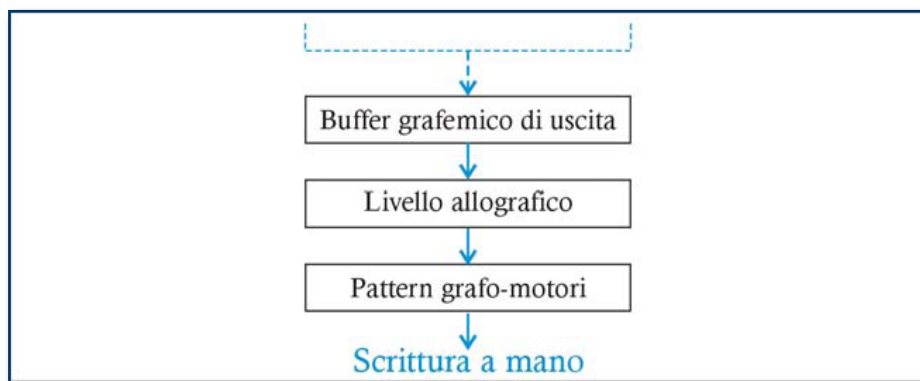 Buffer grafemico di uscita
Livello allografico
Pattern grafo-motori
Scrittura a mano